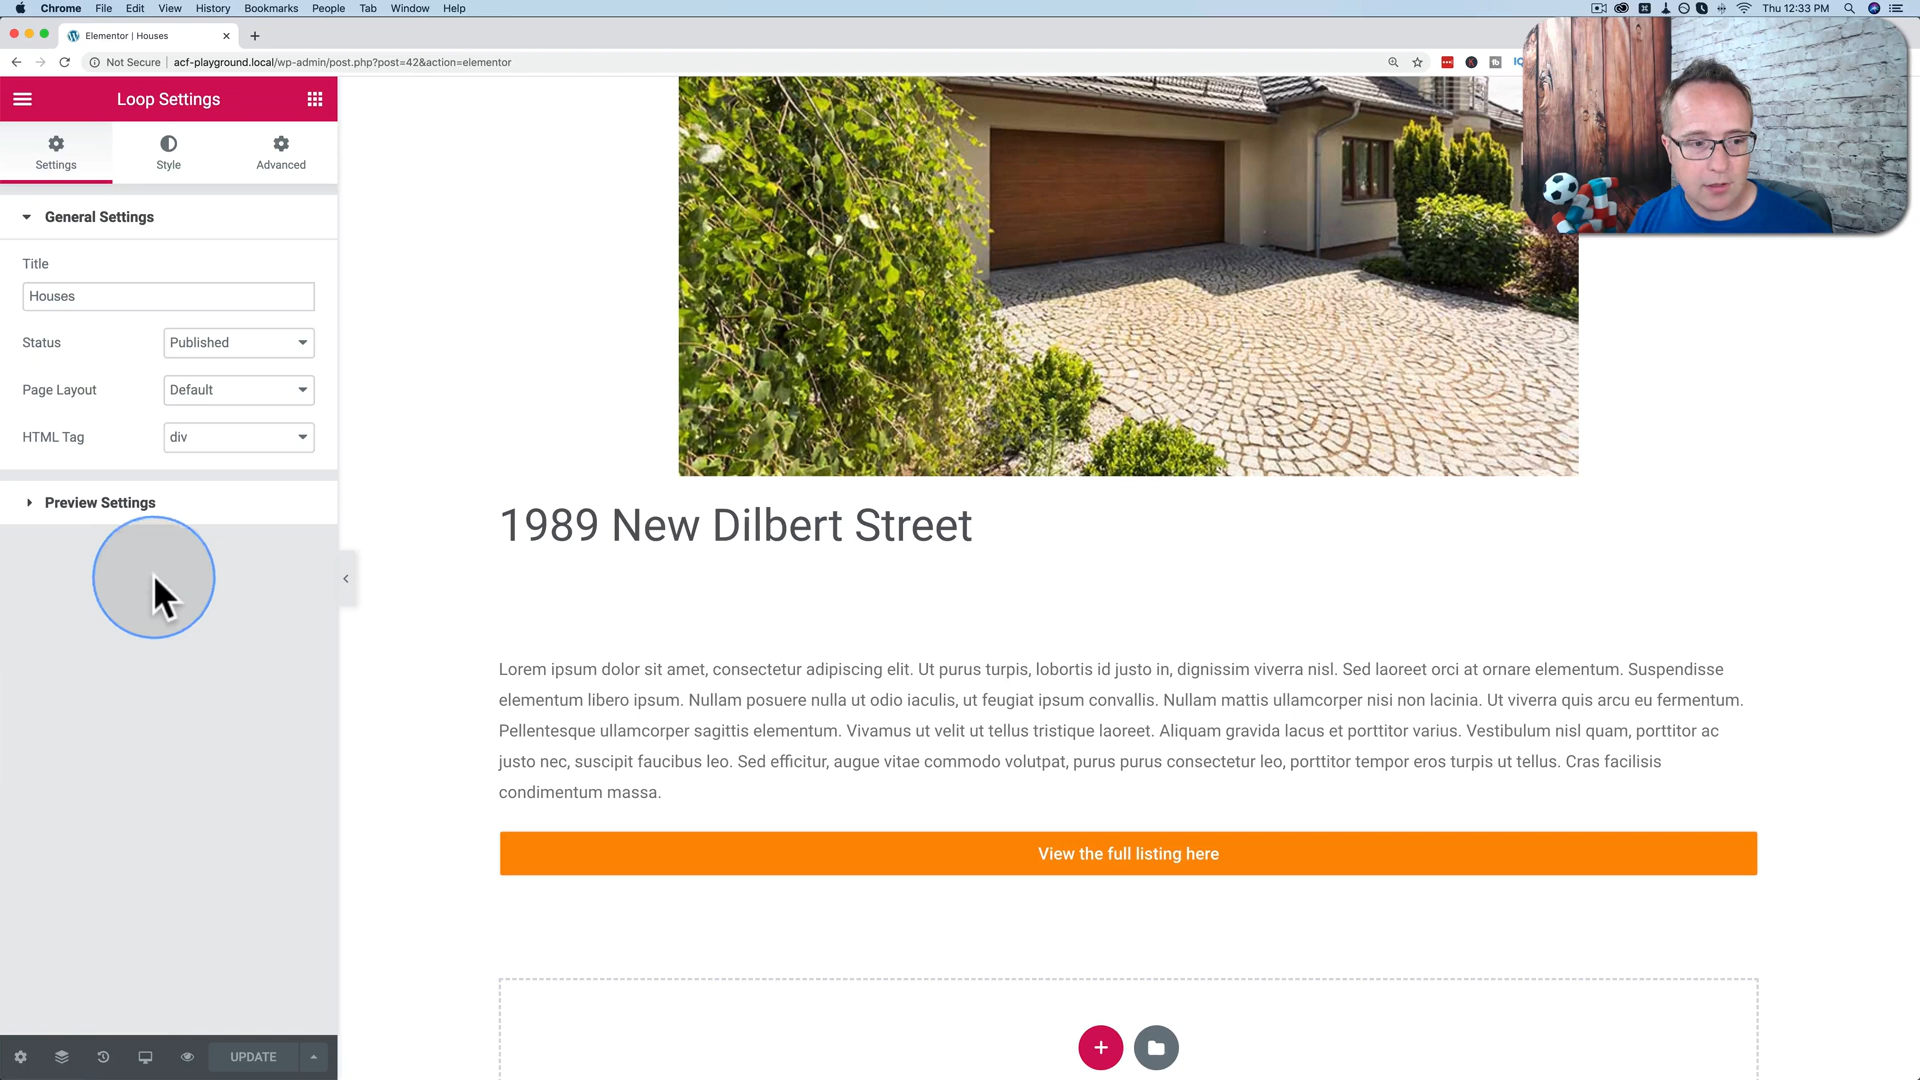 Chrome File Edit View History Bookmarks People Tab Window Help
Thu 12:33 PM
Elementor | Houses
Not Secure acf-playground.local/wp-admin/post.php?post=42&action=elementor
Loop Settings
Settings Style Advanced
General Settings
Title
Houses
Status Published
Page Layout Default
HTML Tag div
Preview Settings
UPDATE
1989 New Dilbert Street
Lorem ipsum dolor sit amet, consectetur adipiscing elit. Ut purus turpis, lobortis id justo in, dignissim viverra nisl. Sed laoreet orci at ornare elementum. Suspendisse
elementum libero ipsum. Nullam posuere nulla ut odio iaculis, ut feugiat ipsum convallis. Nullam mattis ullamcorper nisi non lacinia. Ut viverra quis arcu eu fermentum.
Pellentesque ullamcorper sagittis elementum. Vivamus ut velit ut tellus tristique laoreet. Aliquam gravida lacus et porttitor varius. Vestibulum nisl quam, porttitor ac
justo nec, suscipit faucibus leo. Sed efficitur, augue vitae commodo volutpat, purus purus consectetur leo, porttitor tempor eros turpis ut tellus. Cras facilisis
condimentum massa.
View the full listing here